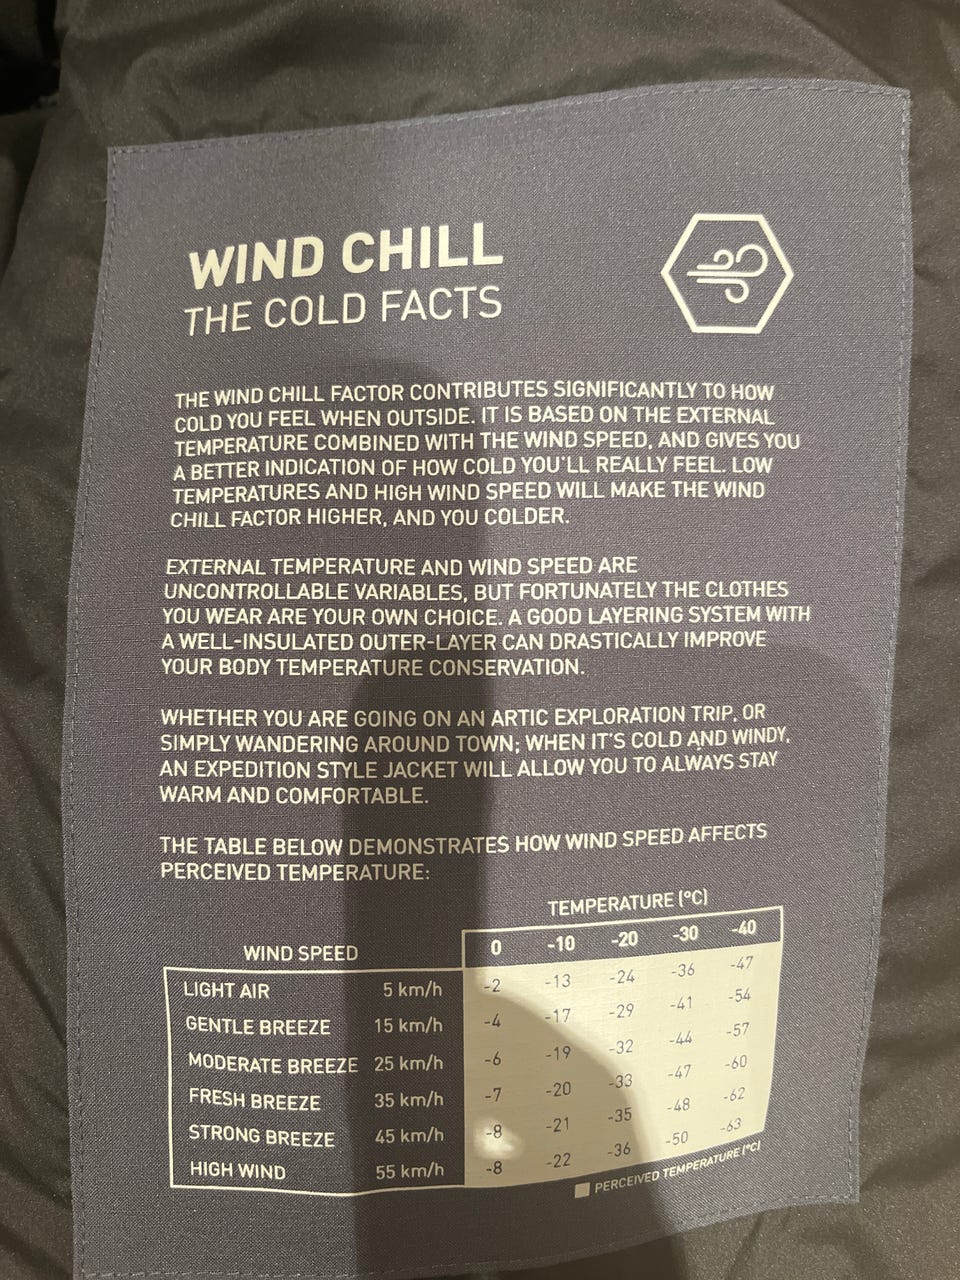 WIND CHILL
THE COLD FACTS
THE WIND CHILL FACTOR CONTRIBUTES SIGNIFICANTLY TO HOW
COLD YOU FEEL WHEN OUTSIDE. IT IS BASED ON THE EXTERNAL
TEMPERATURE COMBINED WITH THE WIND SPEED, AND GIVES YOU
A BETTER INDICATION OF HOW COLD YOU'LL REALLY FEEL. LOW
TEMPERATURES AND HIGH WIND SPEED WILL MAKE THE WIND
CHILL FACTOR HIGHER, AND YOU COLDER.
EXTERNAL TEMPERATURE AND WIND SPEED ARE
UNCONTROLLABLE VARIABLES, BUT FORTUNATELY THE CLOTHES
YOU WEAR ARE YOUR OWN CHOICE. A GOOD LAYERING SYSTEM WITH
A WELL-INSULATED OUTER-LAYER CAN DRASTICALLY IMPROVE
YOUR BODY TEMPERATURE CONSERVATION.
WHETHER YOU ARE GOING ON AN ARTIC EXPLORATION TRIP, OR
SIMPLY WANDERING AROUND TOWN; WHEN IT'S COLD AND WINDY,
AN EXPEDITION STYLE JACKET WILL ALLOW YOU TO ALWAYS STAY
WARM AND COMFORTABLE.
THE TABLE BELOW DEMONSTRATES HOW WIND SPEED AFFECTS
PERCEIVED TEMPERATURE:
TEMPERATURE (°C)
WIND SPEED 0 -10 -20 -30 -40
LIGHT AIR 5 km/h -2 -13 -24 -36 -47
GENTLE BREEZE 15 km/h -4 -17 -29 -41 -54
MODERATE BREEZE 25 km/h -6 -19 -32 -44 -57
FRESH BREEZE 35 km/h -7 -20 -33 -47 -60
STRONG BREEZE 45 km/h -8 -21 -35 -48 -62
HIGH WIND 55 km/h -8 -22 -36 -50 -63
PERCEIVED TEMPERATURE (°C)